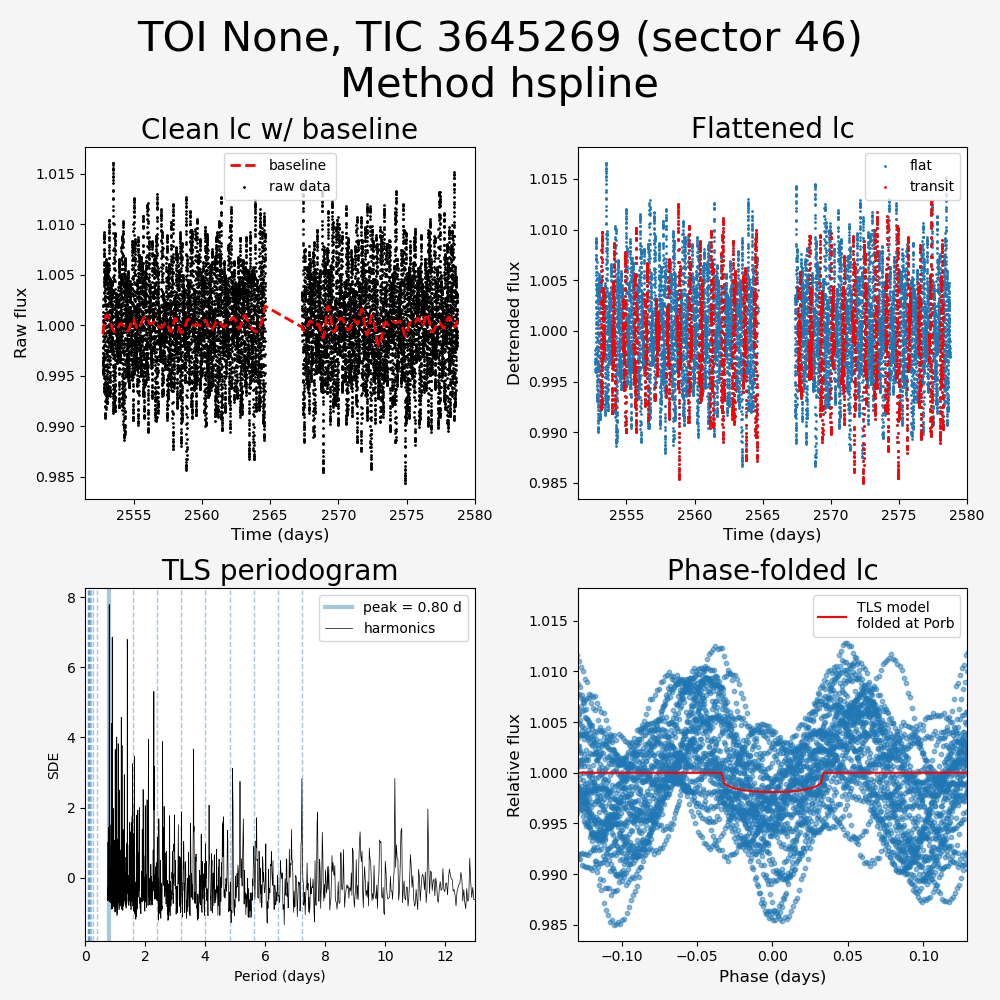 TOI None, TIC 3645269 (sector 46)
Method hspline
Clean lc w/ baseline
baseline
raw data
1.015
1.010
1.005
1.000
0.995
0.990
0.985
Raw flux
2555
2560
2565
2570
2575
2580
Time (days)
Flattened lc
flat
transit
1.015
1.010
1.005
1.000
0.995
0.990
0.985
Detrended flux
2555
2560
2565
2570
2575
2580
Time (days)
TLS periodogram
peak = 0.80 d
harmonics
8
6
4
2
0
SDE
0
2
4
6
8
10
12
Period (days)
Phase-folded lc
TLS model
folded at Porb
1.015
1.010
1.005
1.000
0.995
0.990
0.985
Relative flux
−0.10
−0.05
0.00
0.05
0.10
Phase (days)